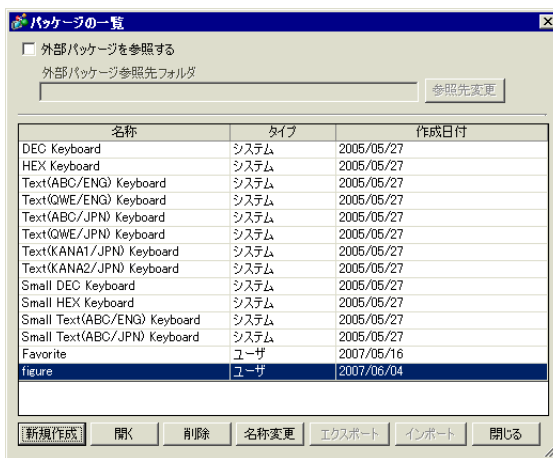 パッケージの一覧
外部パッケージを参照する
外部パッケージ参照先フォルダ
参照先変更
名称 タイプ 作成日付
DEC Keyboard システム 2005/05/27
HEX Keyboard システム 2005/05/27
Text(ABC/ENG) Keyboard システム 2005/05/27
Text(QWE/ENG) Keyboard システム 2005/05/27
Text(ABC/JPN) Keyboard システム 2005/05/27
Text(QWE/JPN) Keyboard システム 2005/05/27
Text(KANA1/JPN) Keyboard システム 2005/05/27
Text(KANA2/JPN) Keyboard システム 2005/05/27
Small DEC Keyboard システム 2005/05/27
Small HEX Keyboard システム 2005/05/27
Small Text(ABC/ENG) Keyboard システム 2005/05/27
Small Text(ABC/JPN) Keyboard システム 2005/05/27
Favorite ユーザ 2007/05/16
figure ユーザ 2007/06/04
新規作成 開く 削除 名称変更 エクスポート インポート 閉じる